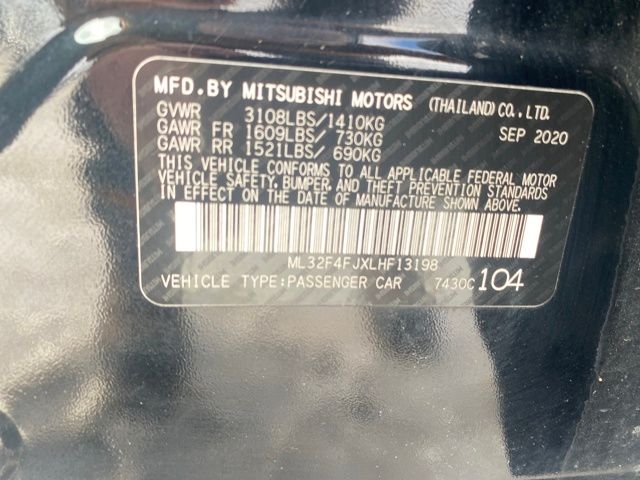 MFD.BY MITSUBISHI MOTORS (THAILAND) CO., LTD.
GVWR 3108LBS/1410KG SEP 2020
GAWR FR 1609LBS/ 730KG
GAWR RR 1521LBS/ 690KG
THIS VEHICLE CONFORMS TO ALL APPLICABLE FEDERAL MOTOR
VEHICLE SAFETY, BUMPER, AND THEFT PREVENTION STANDARDS
IN EFFECT ON THE DATE OF MANUFACTURE SHOWN ABOVE.
ML32F4FJXLHF13198
VEHICLE TYPE:PASSENGER CAR 7430C 104